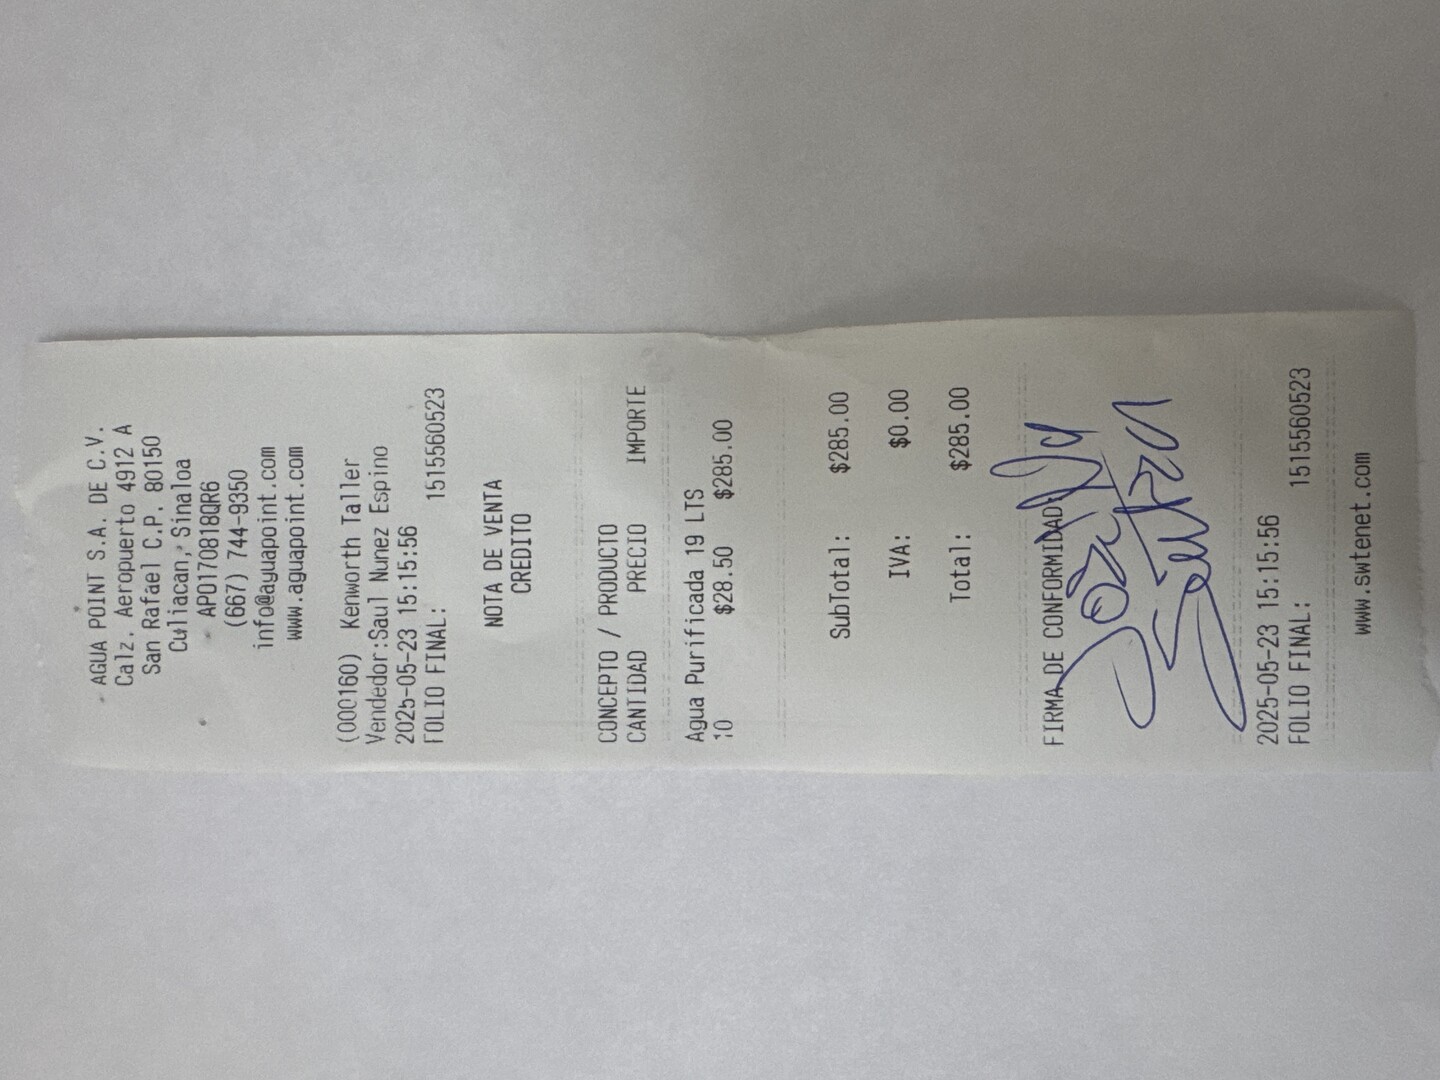 AGUA POINT S.A. DE C.V.
Calz. Aeropuerto 4912 A
San Rafael C.P. 80150
Culiacan, Sinaloa
APO170818QR6
(667) 744-9350
info@aguapoint.com
www.aguapoint.com
(000160) Kenworth Taller
Vendedor:Saul Nunez Espino
2025-05-23 15:15:56
FOLIO FINAL: 1515560523
NOTA DE VENTA
CREDITO
CONCEPTO / PRODUCTO
CANTIDAD PRECIO IMPORTE
Agua Purificada 19 LTS
10 $28.50 $285.00
SubTotal: $285.00
IVA: $0.00
Total: $285.00
FIRMA DE CONFORMIDAD:
2025-05-23 15:15:56
FOLIO FINAL: 1515560523
www.swtenet.com